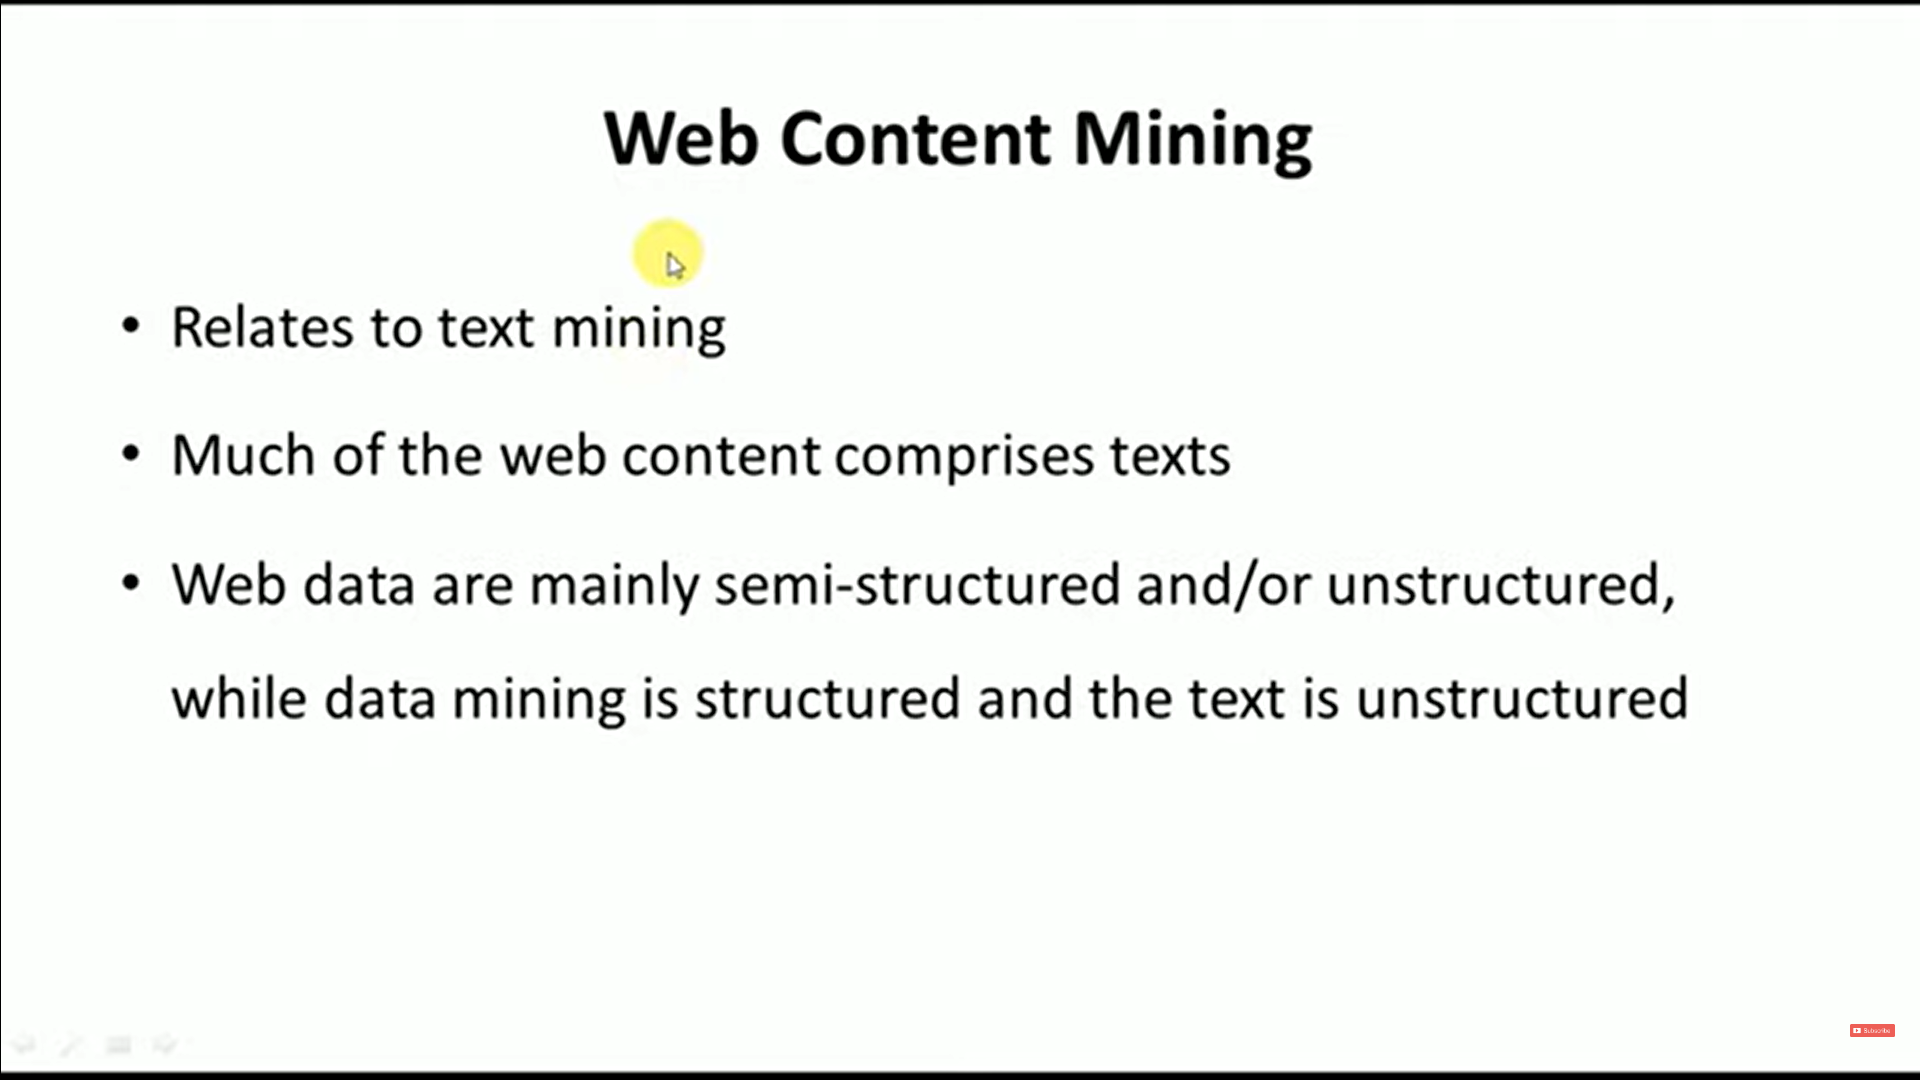 Web Content Mining
• Relates to text mining
• Much of the web content comprises texts
• Web data are mainly semi-structured and/or unstructured,
while data mining is structured and the text is unstructured
Subscribe